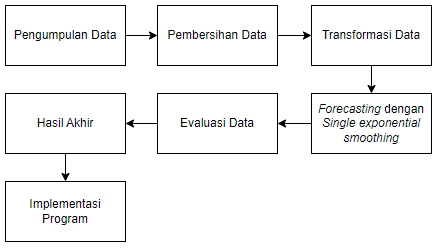 Pengumpulan Data
Pembersihan Data
Transformasi Data
Forecasting dengan
Single exponential
smoothing
Evaluasi Data
Hasil Akhir
Implementasi
Program